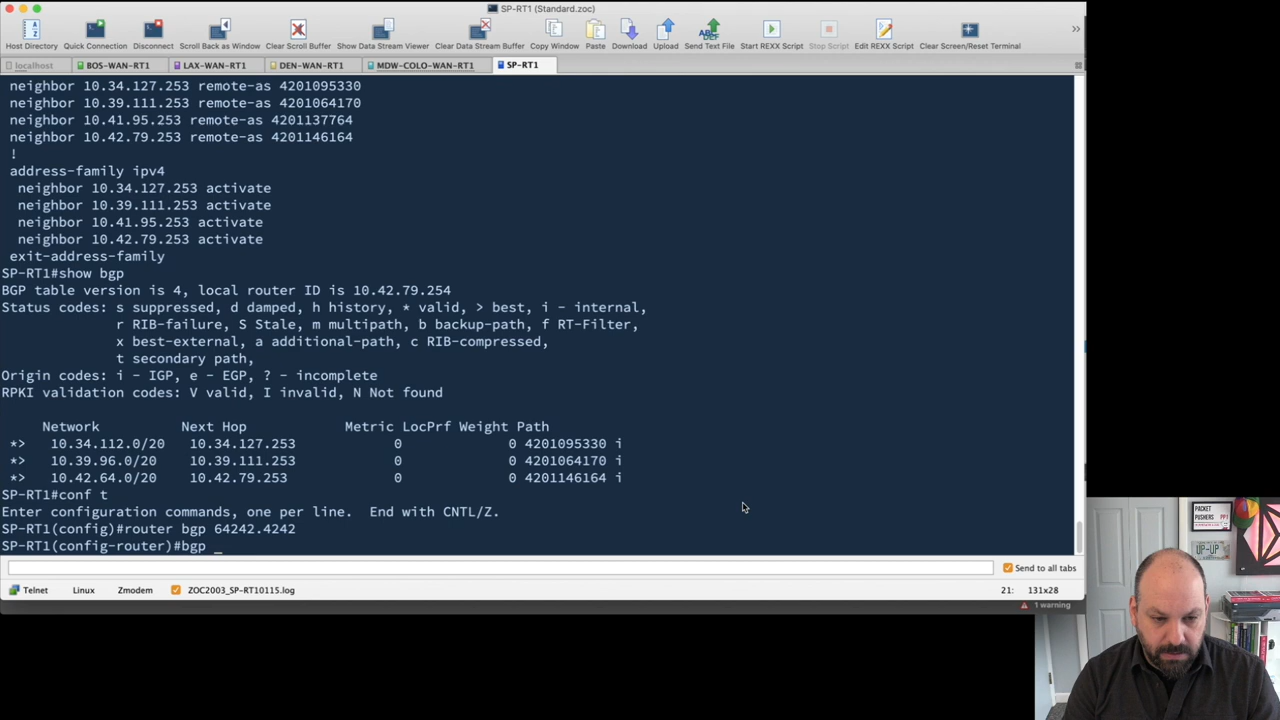 SP-RT1 (Standard.zoc)
Host Directory Quick Connection Disconnect Scroll Back as Window Clear Scroll Buffer Show Data Stream Viewer Clear Data Stream Buffer Copy Window Paste Download Upload Send Text File Start REXX Script Stop Script Edit REXX Script Clear Screen/Reset Terminal »
localhost BOS-WAN-RT1 LAX-WAN-RT1 DEN-WAN-RT1 MDW-COLO-WAN-RT1 SP-RT1
neighbor 10.34.127.253 remote-as 4201095330
neighbor 10.39.111.253 remote-as 4201064170
neighbor 10.41.95.253 remote-as 4201137764
neighbor 10.42.79.253 remote-as 4201146164
!
address-family ipv4
neighbor 10.34.127.253 activate
neighbor 10.39.111.253 activate
neighbor 10.41.95.253 activate
neighbor 10.42.79.253 activate
exit-address-family
SP-RT1#show bgp
BGP table version is 4, local router ID is 10.42.79.254
Status codes: s suppressed, d damped, h history, * valid, > best, i - internal,
r RIB-failure, S Stale, m multipath, b backup-path, f RT-Filter,
x best-external, a additional-path, c RIB-compressed,
t secondary path,
Origin codes: i - IGP, e - EGP, ? - incomplete
RPKI validation codes: V valid, I invalid, N Not found
Network Next Hop Metric LocPrf Weight Path
*> 10.34.112.0/20 10.34.127.253 0 0 4201095330 i
*> 10.39.96.0/20 10.39.111.253 0 0 4201064170 i
*> 10.42.64.0/20 10.42.79.253 0 0 4201146164 i
SP-RT1#conf t
Enter configuration commands, one per line. End with CNTL/Z.
SP-RT1(config)#router bgp 64242.4242
SP-RT1(config-router)#bgp _
Send to all tabs
Telnet Linux Zmodem ZOC2003_SP-RT10115.log 21: 131x28
1 warning
PACKET
PUSHERS
UP-UP